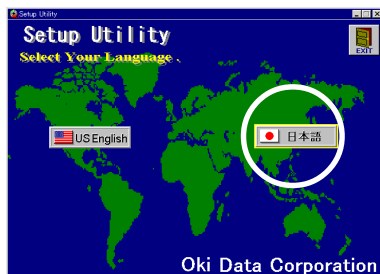 Setup Utility
Setup Utility
EXIT
Select Your Language .
US English
日本語
Oki Data Corporation